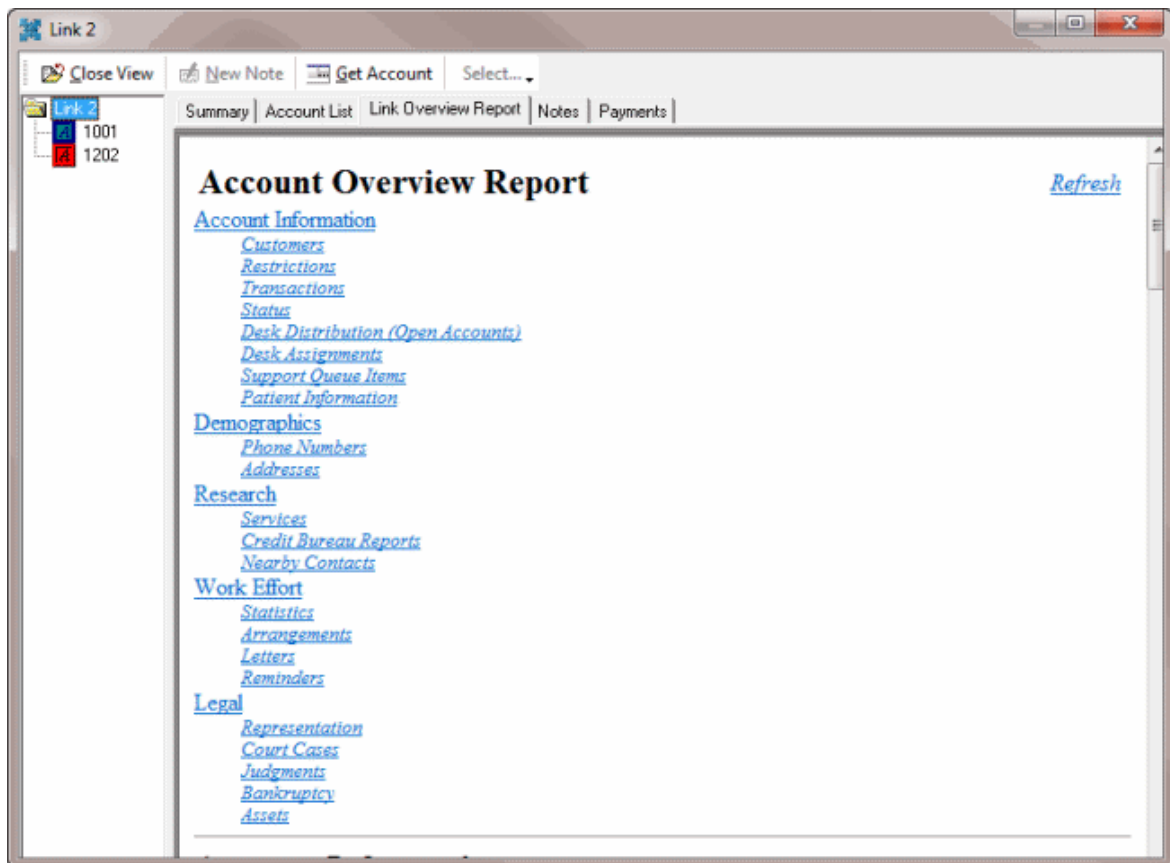 Link 2
Close View New Note Get Account Select...
Link 2
1001
1202
Summary Account List Link Overview Report Notes Payments
Account Overview Report Refresh
Account Information
Customers
Restrictions
Transactions
Status
Desk Distribution (Open Accounts)
Desk Assignments
Support Queue Items
Patient Information
Demographics
Phone Numbers
Addresses
Research
Services
Credit Bureau Reports
Nearby Contacts
Work Effort
Statistics
Arrangements
Letters
Reminders
Legal
Representation
Court Cases
Judgments
Bankruptcy
Assets